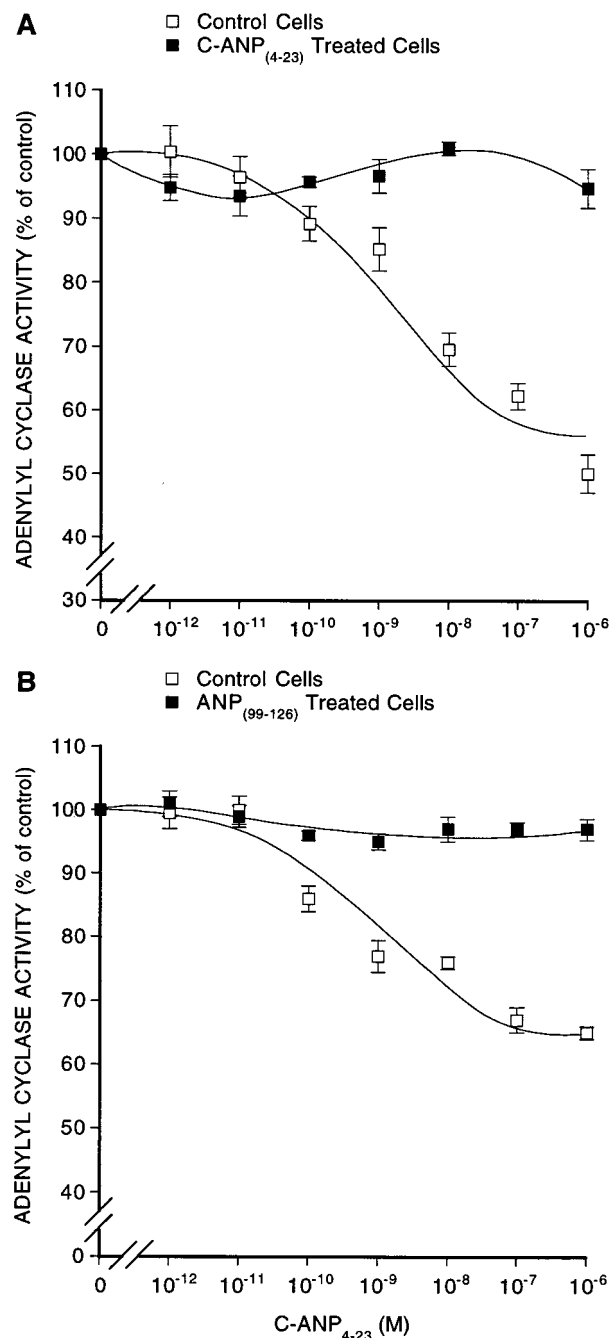 A
□ Control Cells
■ C-ANP(4-23) Treated Cells
ADENYLYL CYCLASE ACTIVITY (% of control)
110
100
90
80
70
60
50
40
30
0 10-12 10-11 10-10 10-9 10-8 10-7 10-6
B
□ Control Cells
■ ANP(99-126) Treated Cells
ADENYLYL CYCLASE ACTIVITY (% of control)
110
100
90
80
70
60
50
40
0
0 10-12 10-11 10-10 10-9 10-8 10-7 10-6
C-ANP4-23 (M)